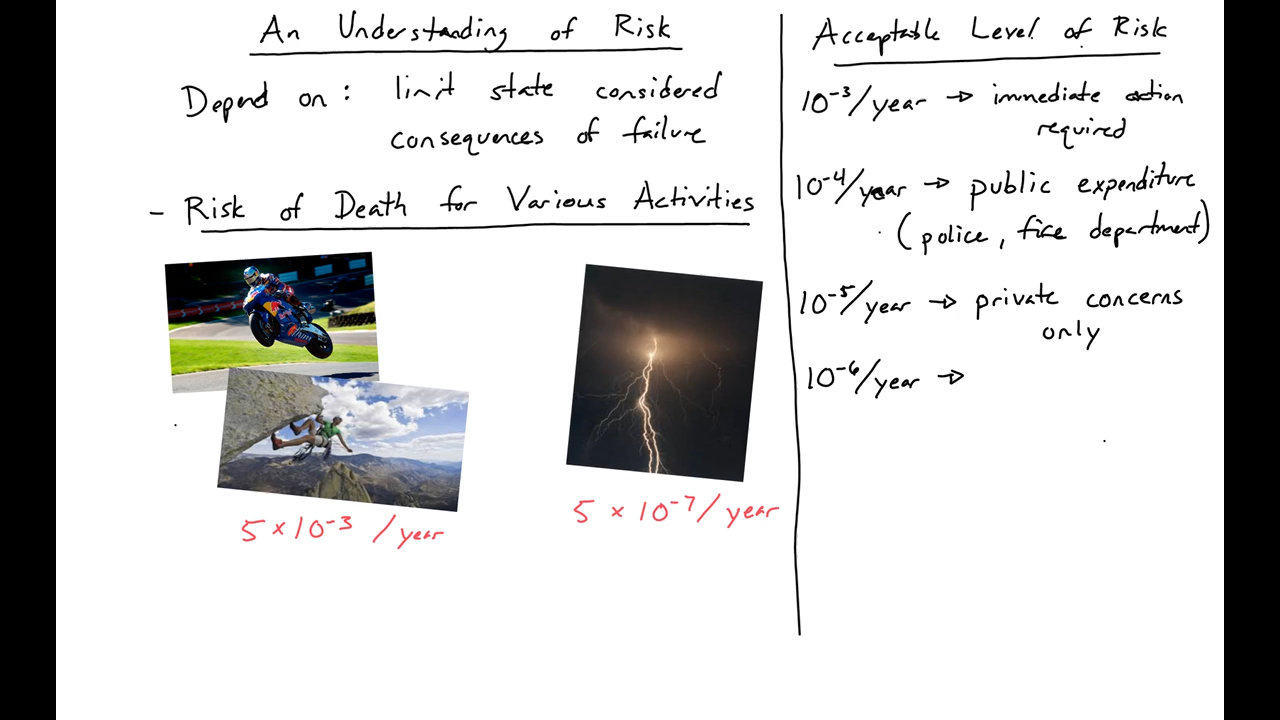 An Understanding of Risk
Depend on: limit state considered
consequences of failure
- Risk of Death for Various Activities
5 × 10⁻³ /year
5 × 10⁻⁷/year
Acceptable Level of Risk
10⁻³/year → immediate action
required
10⁻⁴/year → public expenditure
(police, fire department)
10⁻⁵/year → private concerns
only
10⁻⁶/year →